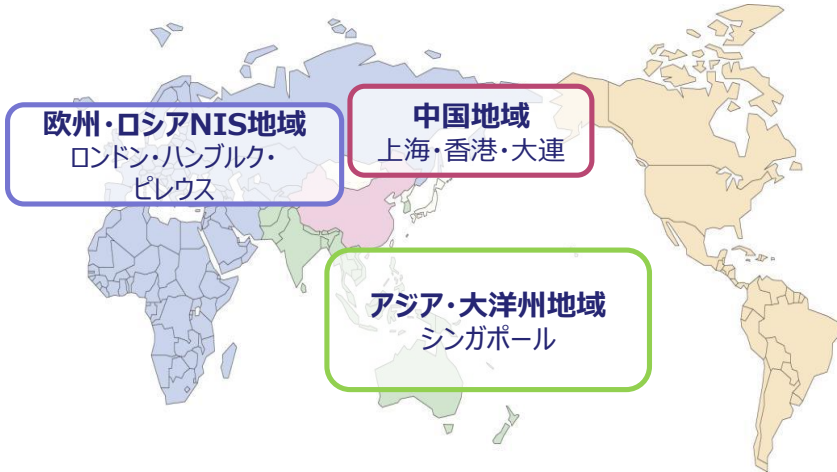 欧州・ロシアNIS地域
ロンドン・ハンブルク・
ピレウス
中国地域
上海・香港・大連
アジア・大洋州地域
シンガポール